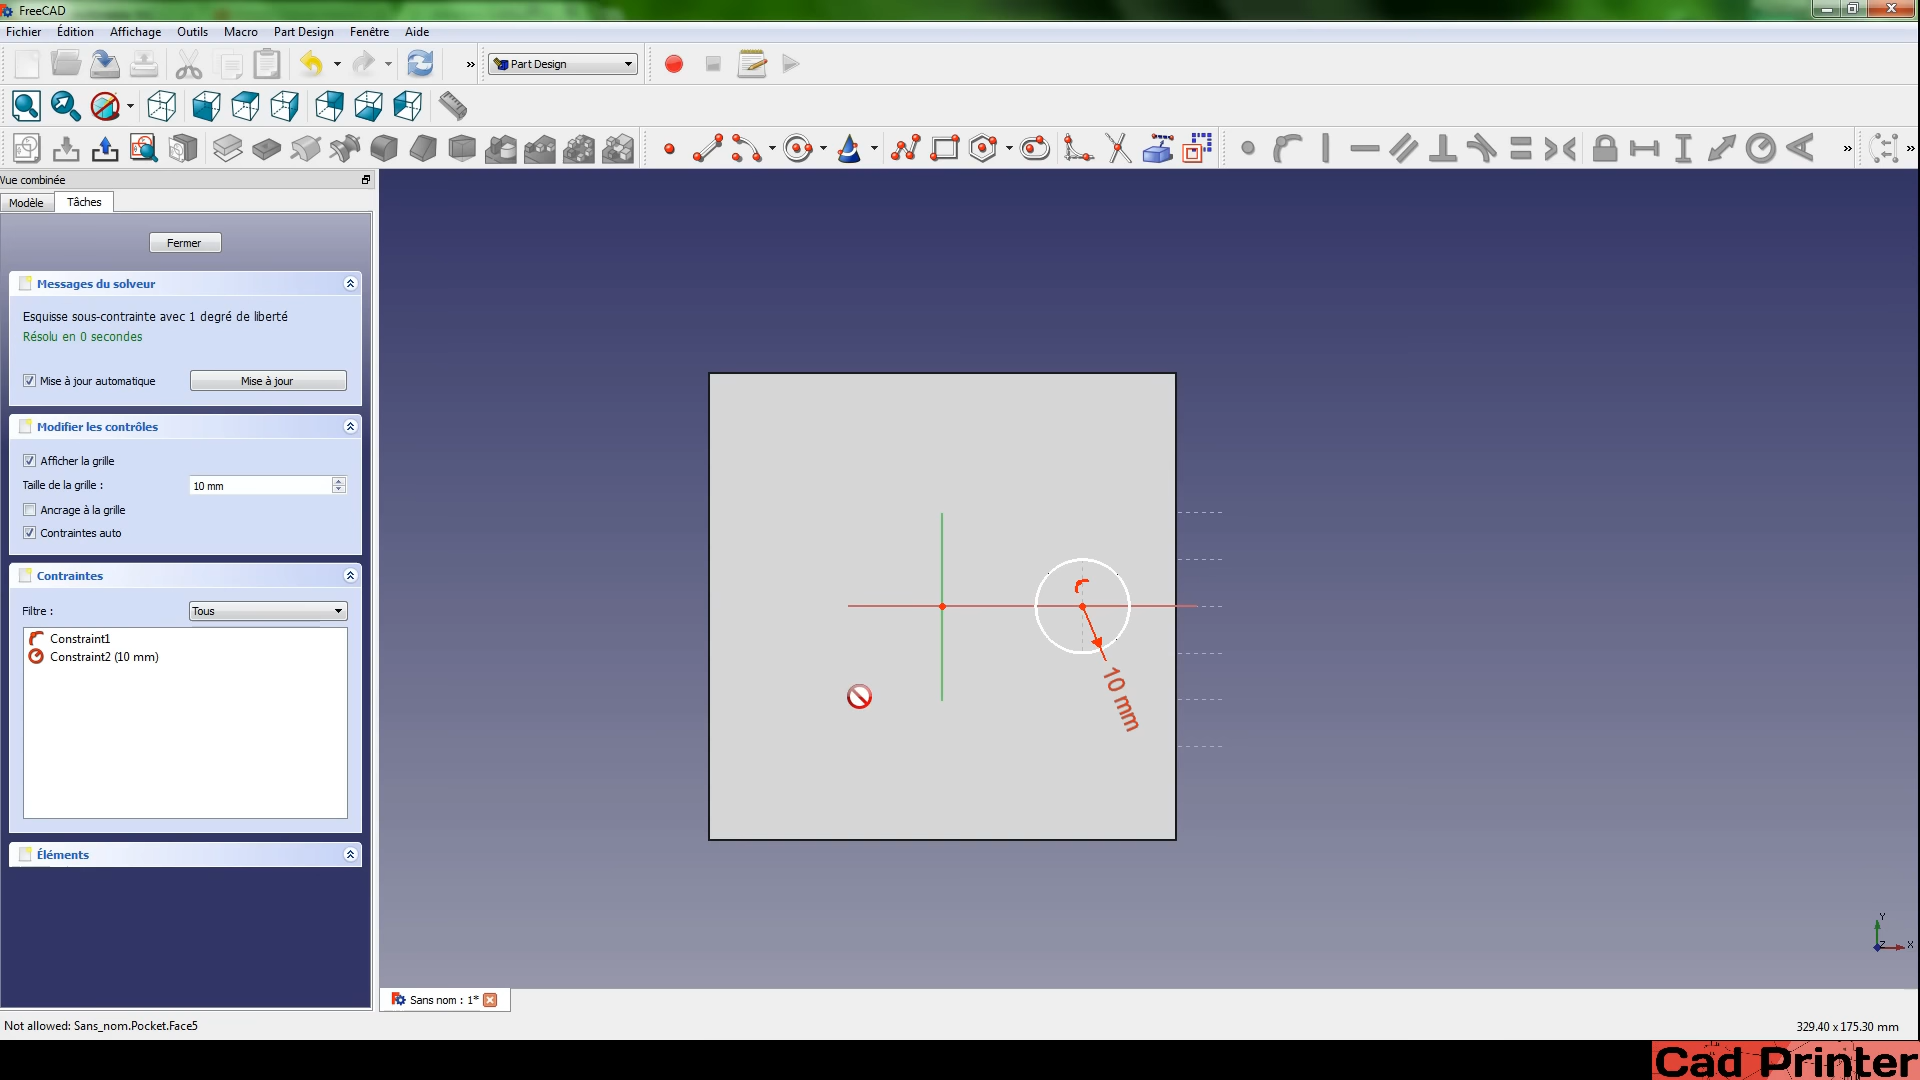 FreeCAD
Fichier Édition Affichage Outils Macro Part Design Fenêtre Aide
» Part Design
» »
Vue combinée
Modèle Tâches
Fermer
Messages du solveur
Esquisse sous-contrainte avec 1 degré de liberté
Résolu en 0 secondes
Mise à jour automatique Mise à jour
Modifier les contrôles
Afficher la grille
Taille de la grille : 10 mm
Ancrage à la grille
Contraintes auto
Contraintes
Filtre : Tous
Constraint1
Constraint2 (10 mm)
Éléments
10 mm
Y
Z X
Sans nom : 1*
Not allowed: Sans_nom.Pocket.Face5 329.40 x 175.30 mm
Cad Printer